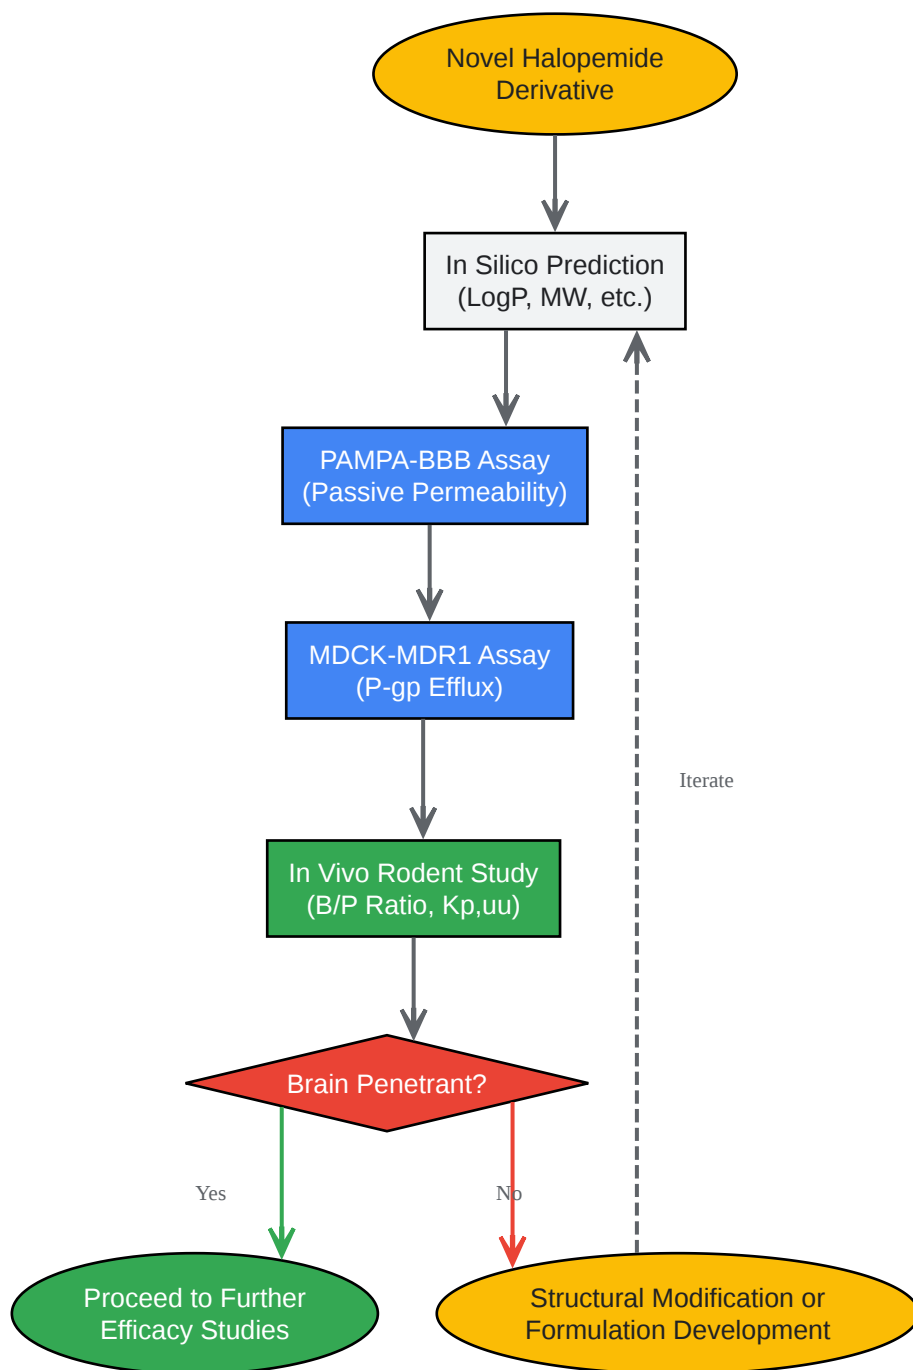 Novel Halopemide
Derivative
In Silico Prediction
(LogP, MW, etc.)
PAMPA-BBB Assay
(Passive Permeability)
MDCK-MDR1 Assay
(P-gp Efflux)
Iterate
In Vivo Rodent Study
(B/P Ratio, Kp,uu)
Brain Penetrant?
Yes
No
Proceed to Further
Efficacy Studies
Structural Modification or
Formulation Development